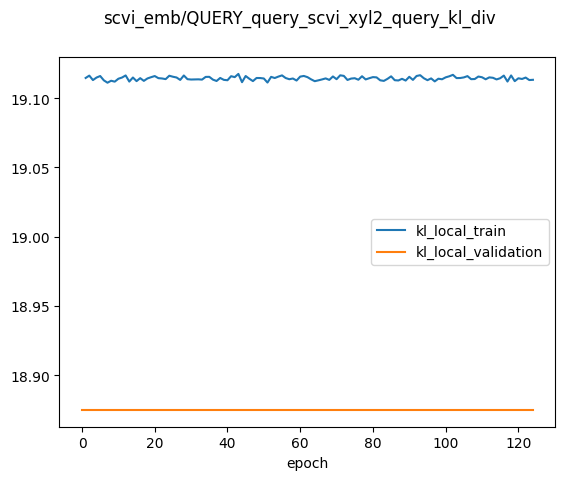 scvi_emb/QUERY_query_scvi_xyl2_query_kl_div
19.10
19.05
19.00
18.95
18.90
kl_local_train
kl_local_validation
0 20 40 60 80 100 120
epoch